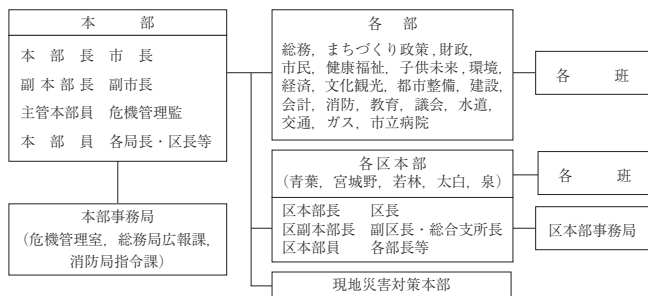 本部
本部長 市長
副本部長 副市長
主管本部員 危機管理監
本部員 各局長・区長等
本部事務局
(危機管理室, 総務局広報課,
消防局指令課)
各部
総務, まちづくり政策, 財政,
市民, 健康福祉, 子供未来, 環境,
経済, 文化観光, 都市整備, 建設,
会計, 消防, 教育, 議会, 水道,
交通, ガス, 市立病院
各班
各区本部
(青葉, 宮城野, 若林, 太白, 泉)
区本部長 区長
区副本部長 副区長・総合支所長
区本部員 各部長等
各班
区本部事務局
現地災害対策本部